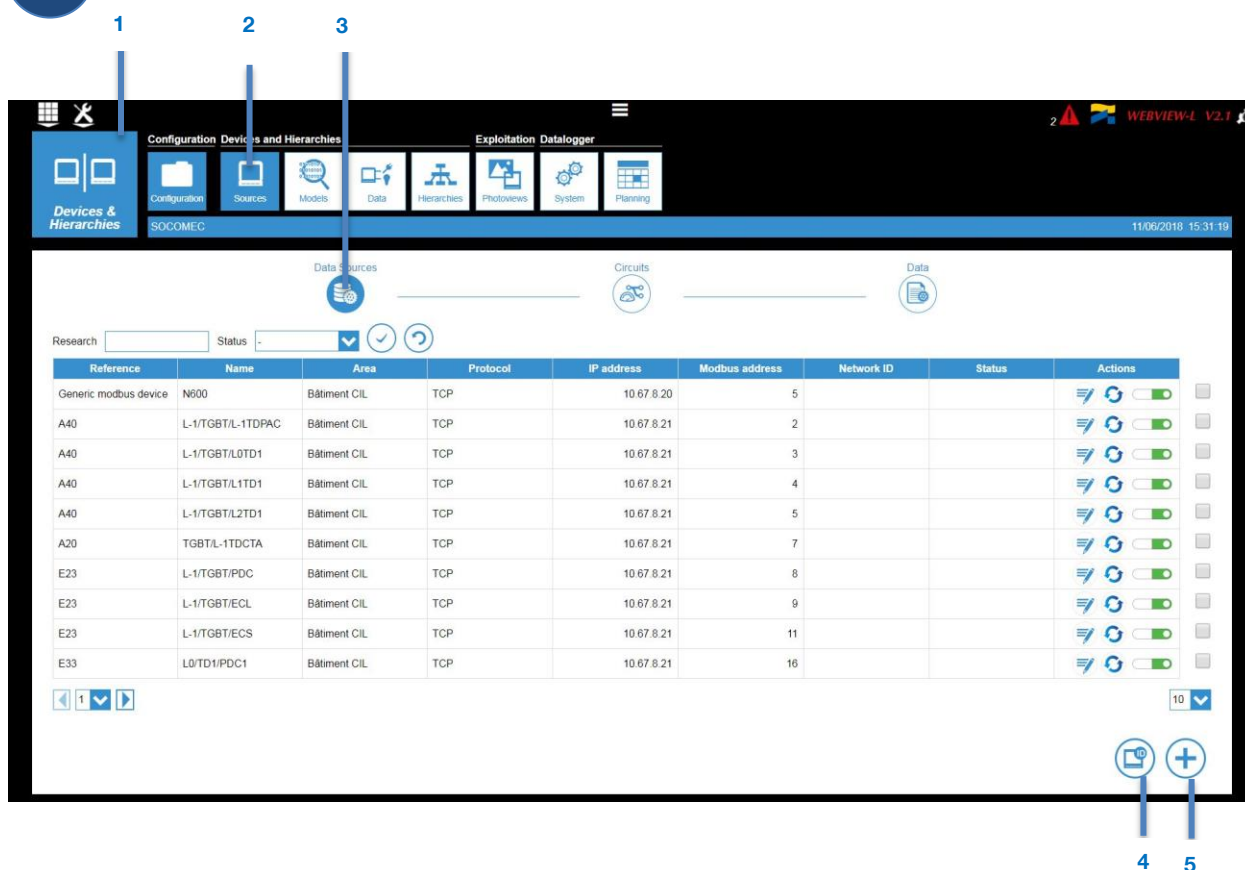 1 2 3
2 WEBVIEW-L V2.1
Configuration Devices and Hierarchies Exploitation Datalogger
Configuration Sources Models Data Hierarchies Photoviews System Planning
Devices &
Hierarchies
SOCOMEC 11/06/2018 15:31:19
Data Sources Circuits Data
Research Status -
Reference Name Area Protocol IP address Modbus address Network ID Status Actions
Generic modbus device N600 Bâtiment CIL TCP 10.67.8.20 5
A40 L-1/TGBT/L-1TDPAC Bâtiment CIL TCP 10.67.8.21 2
A40 L-1/TGBT/L0TD1 Bâtiment CIL TCP 10.67.8.21 3
A40 L-1/TGBT/L1TD1 Bâtiment CIL TCP 10.67.8.21 4
A40 L-1/TGBT/L2TD1 Bâtiment CIL TCP 10.67.8.21 5
A20 TGBT/L-1TDCTA Bâtiment CIL TCP 10.67.8.21 7
E23 L-1/TGBT/PDC Bâtiment CIL TCP 10.67.8.21 8
E23 L-1/TGBT/ECL Bâtiment CIL TCP 10.67.8.21 9
E23 L-1/TGBT/ECS Bâtiment CIL TCP 10.67.8.21 11
E33 L0/TD1/PDC1 Bâtiment CIL TCP 10.67.8.21 16
1 10
ID
4 5